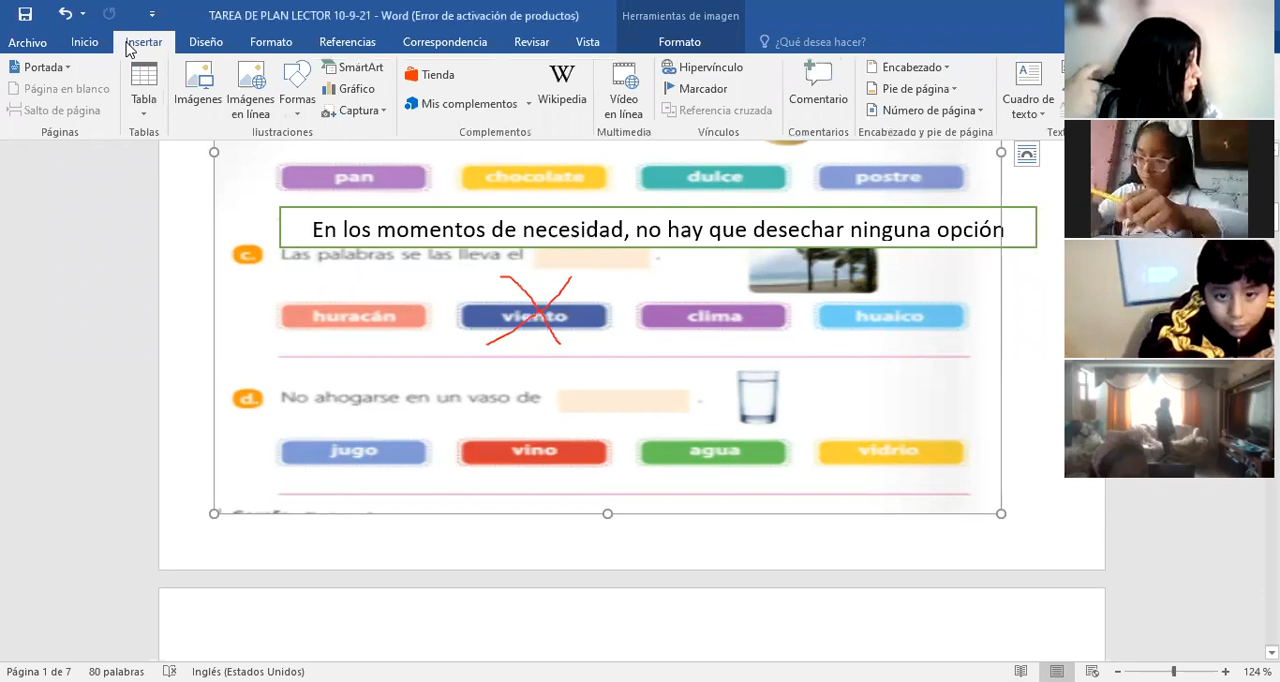 TAREA DE PLAN LECTOR 10-9-21 - Word (Error de activación de productos)
Herramientas de imagen
Archivo Inicio Insertar Diseño Formato Referencias Correspondencia Revisar Vista Formato ¿Qué desea hacer?
Portada
Página en blanco
Salto de página
Páginas
Tabla
Tablas
Imágenes
Imágenes en línea
Formas
SmartArt
Gráfico
Captura
Ilustraciones
Tienda
Mis complementos
W
Wikipedia
Complementos
Vídeo en línea
Multimedia
Hipervínculo
Marcador
Referencia cruzada
Vínculos
Comentario
Comentarios
Encabezado
Pie de página
Número de página
Encabezado y pie de página
A
Cuadro de texto
Text
pan chocolate dulce postre
En los momentos de necesidad, no hay que desechar ninguna opción
c. Las palabras se las lleva el .
huracán viento clima huaico
d. No ahogarse en un vaso de .
jugo vino agua vidrio
Página 1 de 7 80 palabras Inglés (Estados Unidos) - + 124 %